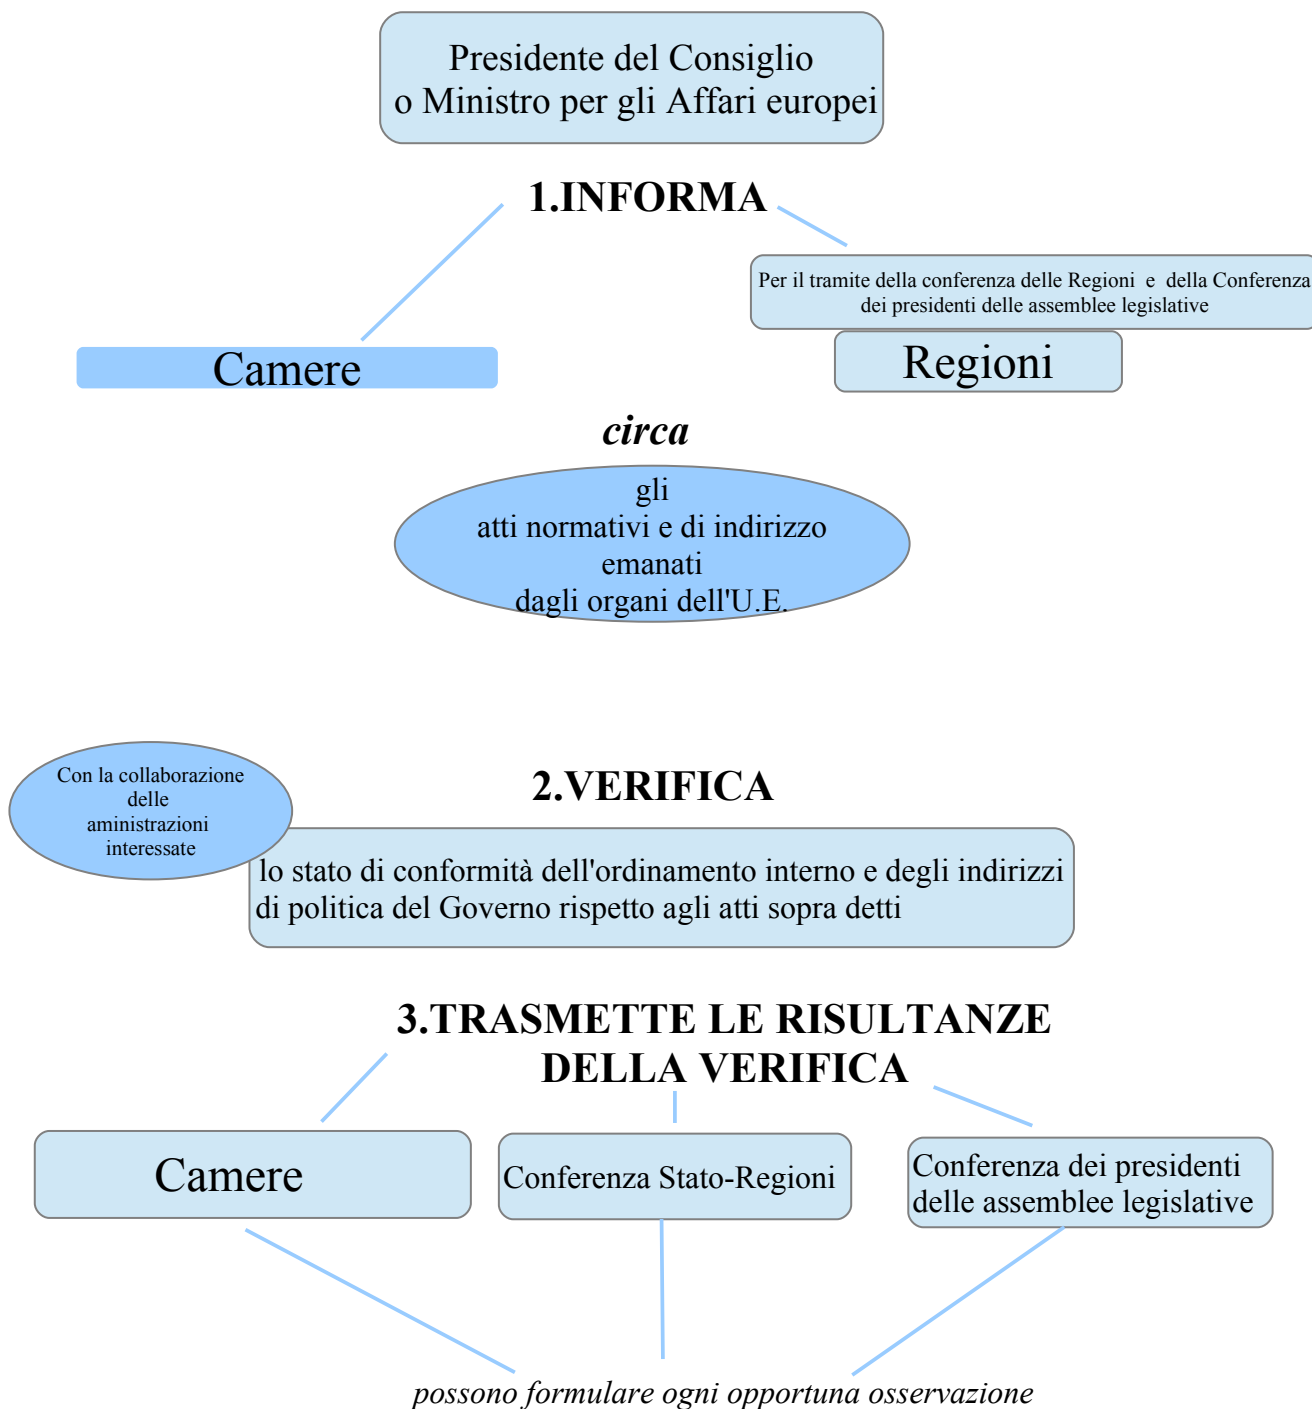 Presidente del Consiglio
o Ministro per gli Affari europei
1.INFORMA
Per il tramite della conferenza delle Regioni e della Conferenza
dei presidenti delle assemblee legislative
Camere
Regioni
circa
gli
atti normativi e di indirizzo
emanati
dagli organi dell'U.E.
Con la collaborazione
delle
aministrazioni
interessate
2.VERIFICA
lo stato di conformità dell'ordinamento interno e degli indirizzi
di politica del Governo rispetto agli atti sopra detti
3.TRASMETTE LE RISULTANZE
DELLA VERIFICA
Camere
Conferenza Stato-Regioni
Conferenza dei presidenti
delle assemblee legislative
possono formulare ogni opportuna osservazione